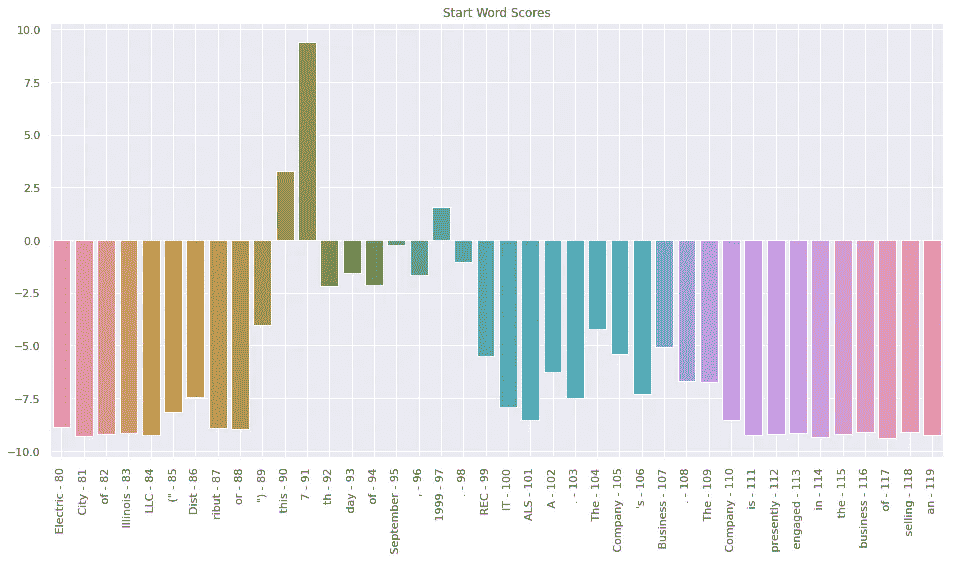 Start Word Scores
10.0
7.5
5.0
2.5
0.0
−2.5
−5.0
−7.5
−10.0
Electric - 80
City - 81
of - 82
Illinois - 83
LLC - 84
(" - 85
Dist - 86
ribut - 87
or - 88
") - 89
this - 90
7 - 91
th - 92
day - 93
of - 94
September - 95
, - 96
1999 - 97
. - 98
REC - 99
IT - 100
ALS - 101
A - 102
. - 103
The - 104
Company - 105
's - 106
Business - 107
. - 108
The - 109
Company - 110
is - 111
presently - 112
engaged - 113
in - 114
the - 115
business - 116
of - 117
selling - 118
an - 119